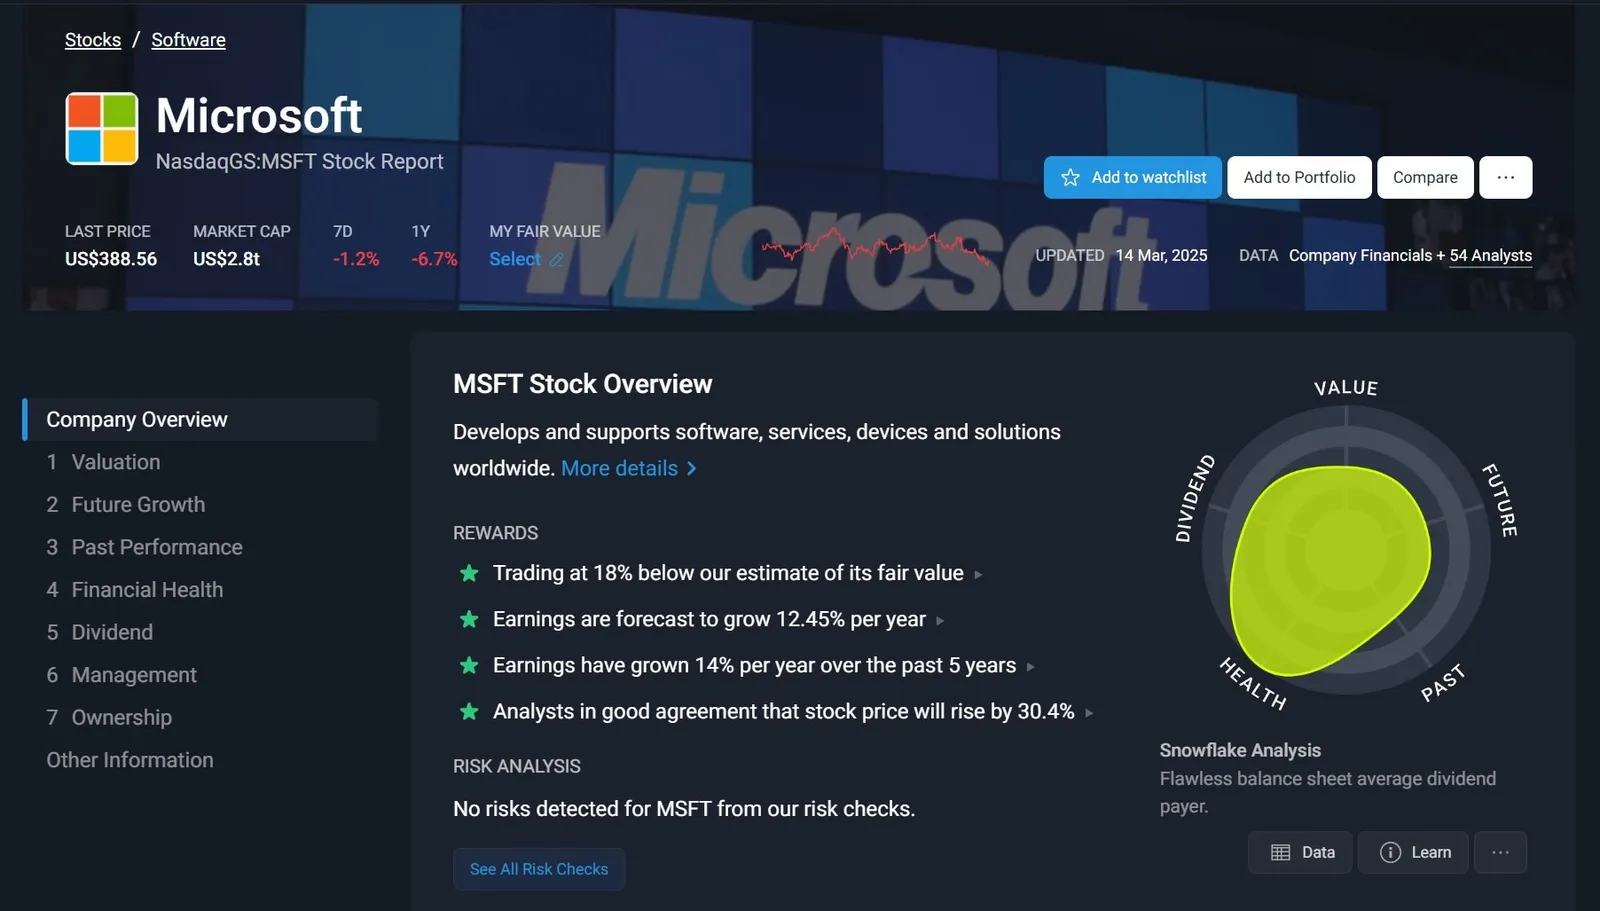 Stocks / Software
Microsoft
NasdaqGS:MSFT Stock Report
Add to watchlist
Add to Portfolio
Compare
...
LAST PRICE
US$388.56
MARKET CAP
US$2.8t
7D
-1.2%
1Y
-6.7%
MY FAIR VALUE
Select
Microsoft
UPDATED 14 Mar, 2025
DATA Company Financials + 54 Analysts
Company Overview
1 Valuation
2 Future Growth
3 Past Performance
4 Financial Health
5 Dividend
6 Management
7 Ownership
Other Information
MSFT Stock Overview
Develops and supports software, services, devices and solutions
worldwide. More details
REWARDS
Trading at 18% below our estimate of its fair value
Earnings are forecast to grow 12.45% per year
Earnings have grown 14% per year over the past 5 years
Analysts in good agreement that stock price will rise by 30.4%
RISK ANALYSIS
No risks detected for MSFT from our risk checks.
See All Risk Checks
VALUE
FUTURE
PAST
HEALTH
DIVIDEND
Snowflake Analysis
Flawless balance sheet average dividend
payer.
Data
Learn
...